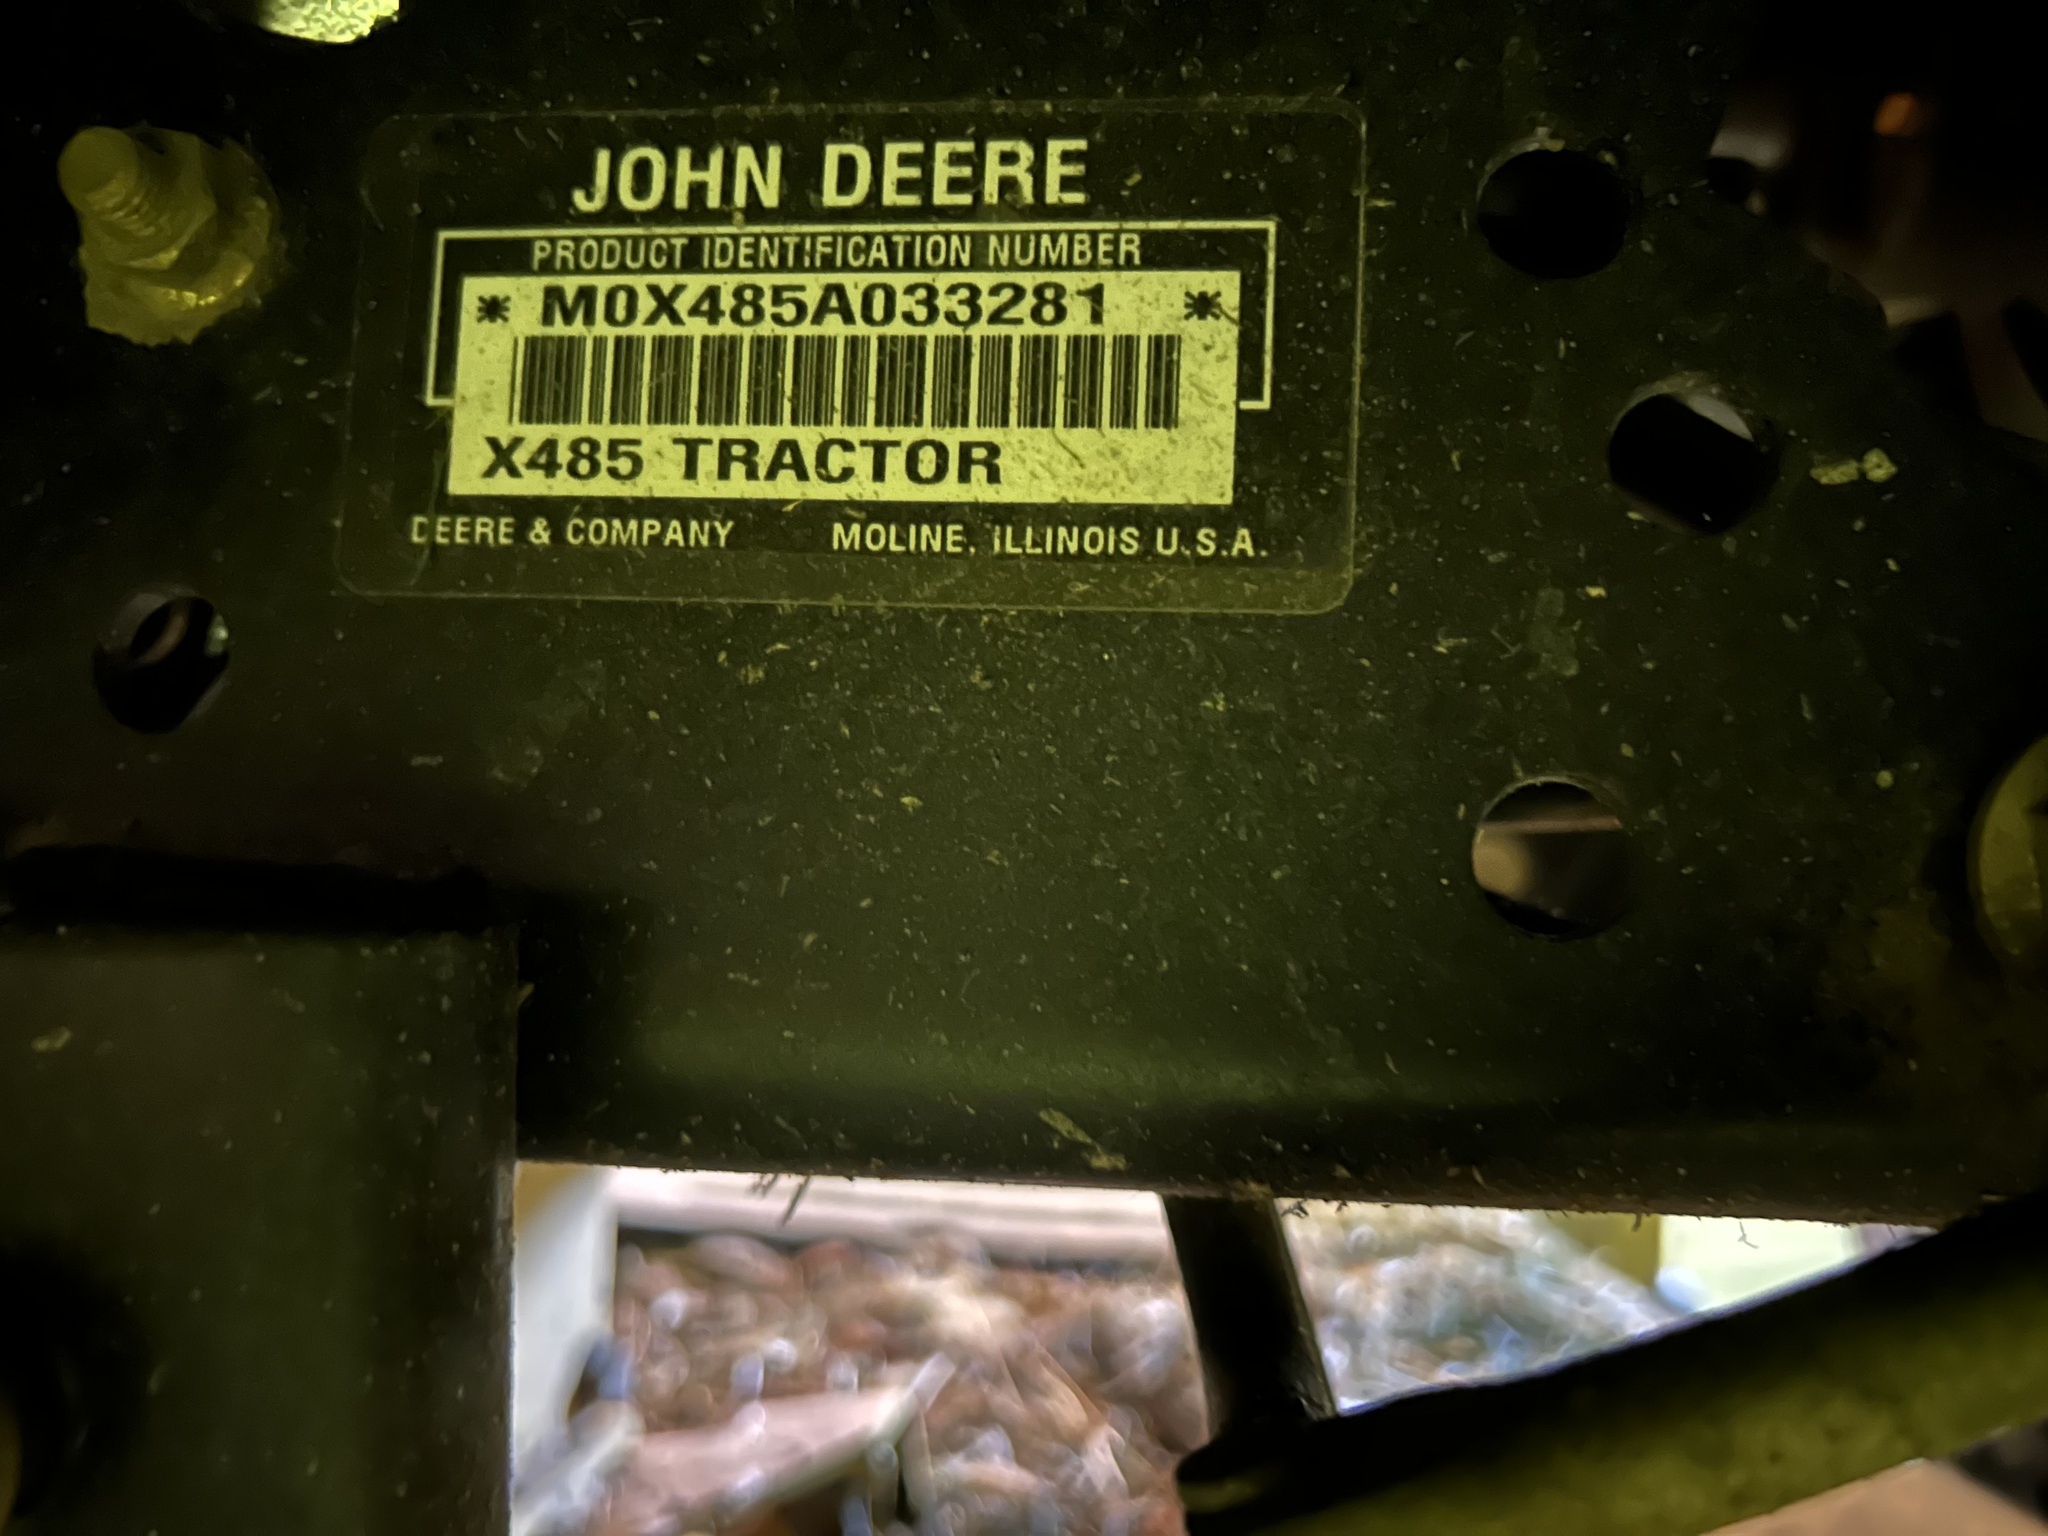 JOHN DEERE
PRODUCT IDENTIFICATION NUMBER
* M0X485A033281 *
X485 TRACTOR
DEERE & COMPANY MOLINE, ILLINOIS U.S.A.